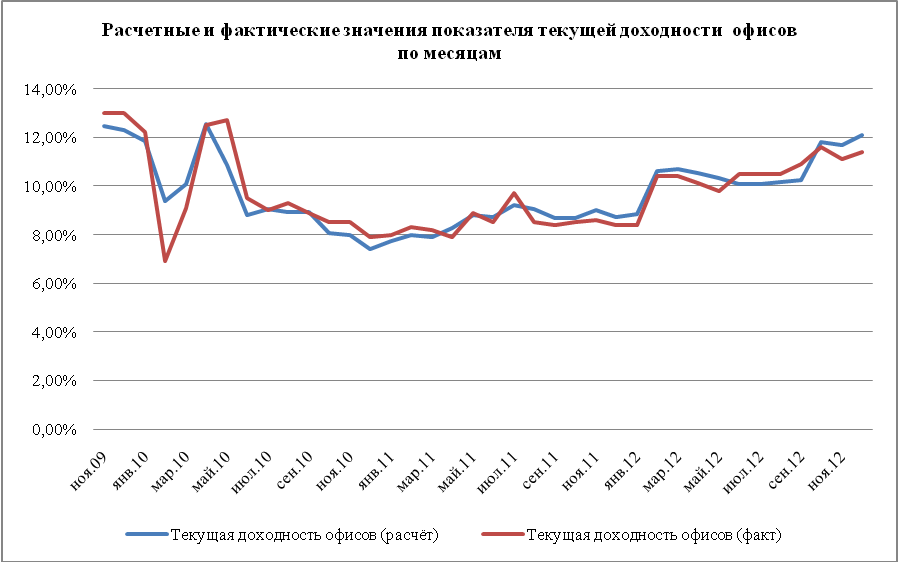 Расчетные и фактические значения показателя текущей доходности офисов
по месяцам
14,00%
12,00%
10,00%
8,00%
6,00%
4,00%
2,00%
0,00%
ноя.09
янв.10
мар.10
май.10
июл.10
сен.10
ноя.10
янв.11
мар.11
май.11
июл.11
сен.11
ноя.11
янв.12
мар.12
май.12
июл.12
сен.12
ноя.12
Текущая доходность офисов (расчёт)
Текущая доходность офисов (факт)